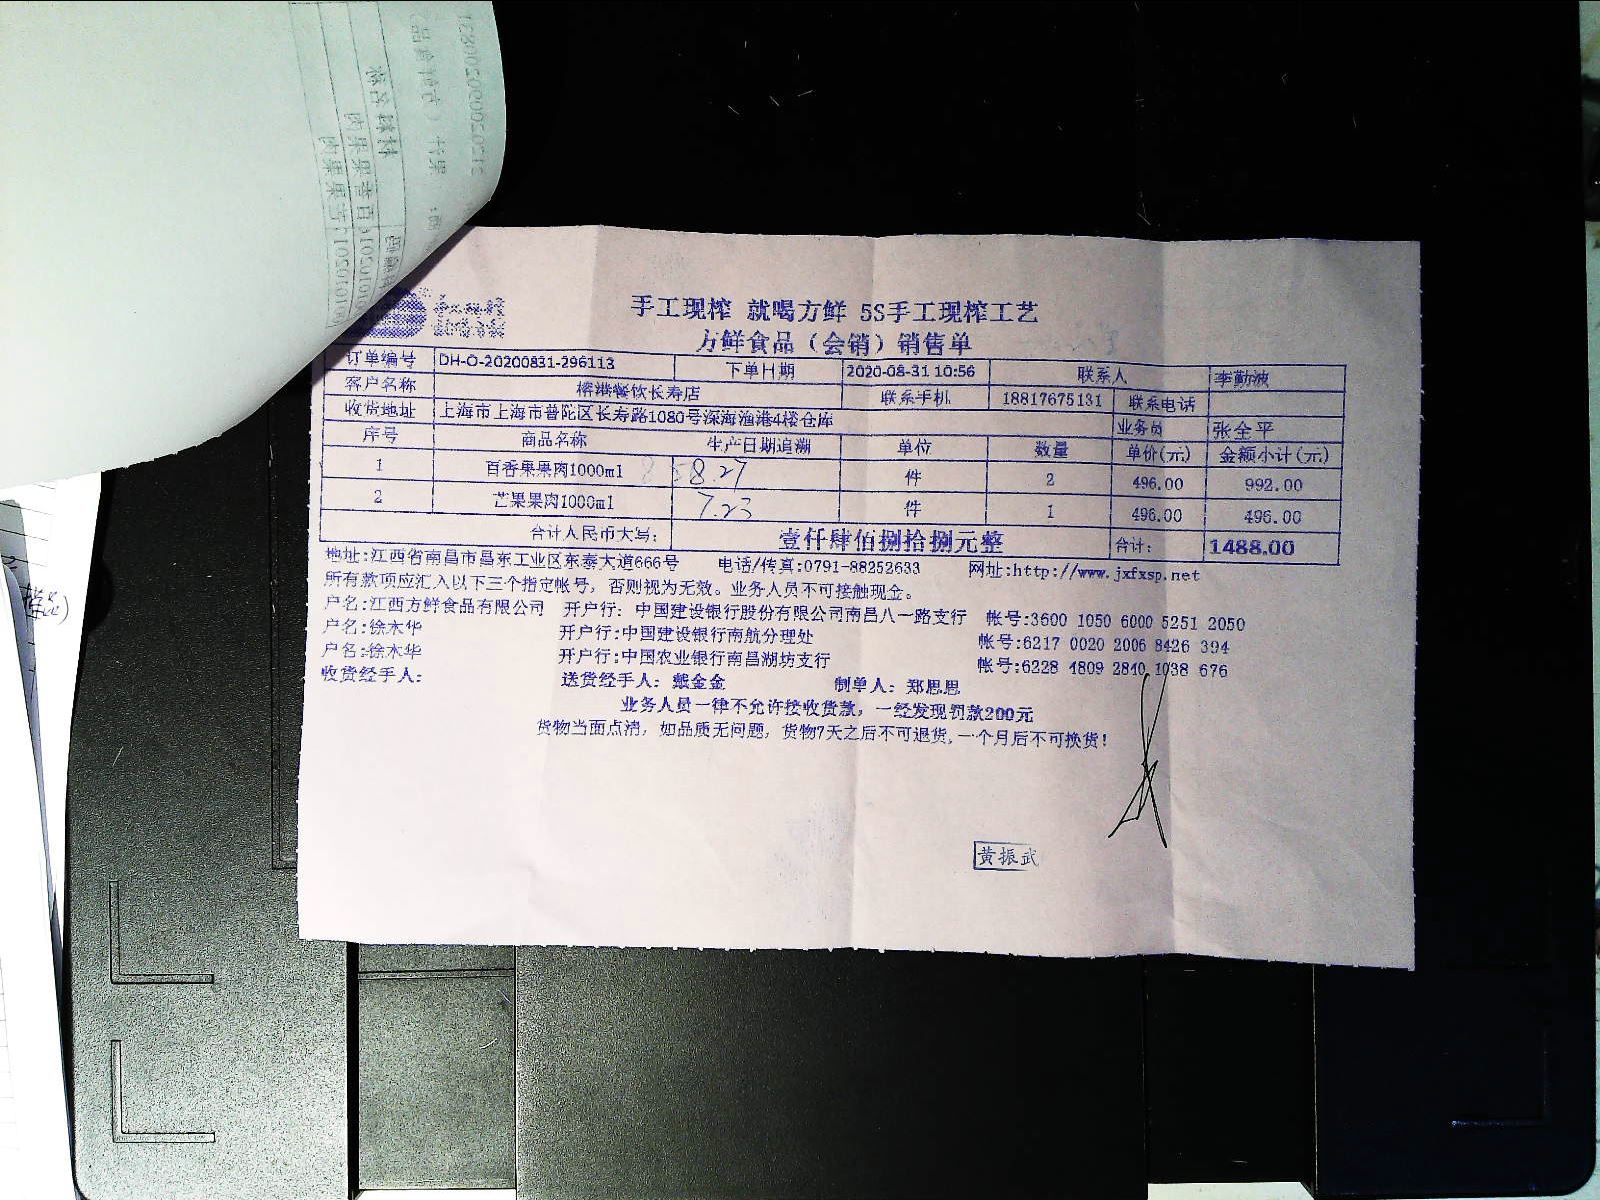 手工现榨 就喝方鲜 5S手工现榨工艺
方鲜食品（会销）销售单
订单编号 DH-O-20200831-296113 下单日期 2020-08-31 10:56 联系人 李勤波
客户名称 榕港餐饮长寿店 联系手机 18817675131 联系电话
收货地址 上海市上海市普陀区长寿路1080号深海渔港4楼仓库 业务员 张全平
序号 商品名称 生产日期追溯 单位 数量 单价(元) 金额小计(元)
1 百香果果肉1000ml 8.27 件 2 496.00 992.00
2 芒果果肉1000ml 7.23 件 1 496.00 496.00
合计人民币大写: 壹仟肆佰捌拾捌元整 合计: 1488.00
地址:江西省南昌市昌东工业区东泰大道666号 电话/传真:0791-88252633 网址:http://www.jxfxsp.net
所有款项应汇入以下三个指定帐号，否则视为无效。业务人员不可接触现金。
户名:江西方鲜食品有限公司 开户行: 中国建设银行股份有限公司南昌八一路支行 帐号:3600 1050 6000 5251 2050
户名:徐木华 开户行:中国建设银行南航分理处 帐号:6217 0020 2006 8426 394
户名:徐木华 开户行:中国农业银行南昌湖坊支行 帐号:6228 4809 2840 1038 676
收货经手人: 送货经手人: 戴金金 制单人: 郑思思
业务人员一律不允许接收货款，一经发现罚款200元
货物当面点清，如品质无问题，货物7天之后不可退货,一个月后不可换货!
黄振武